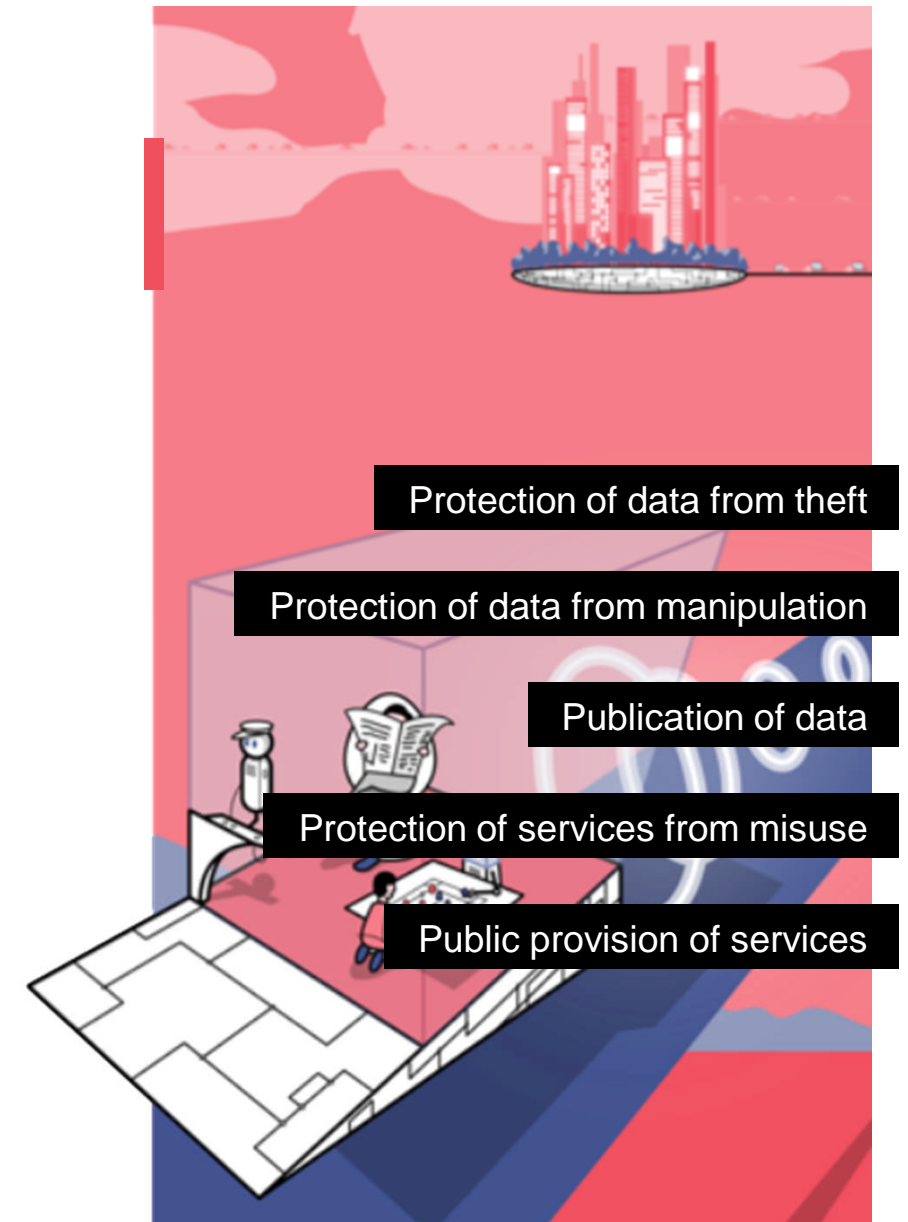 Protection of data from theft
Protection of data from manipulation
Publication of data
Protection of services from misuse
Public provision of services